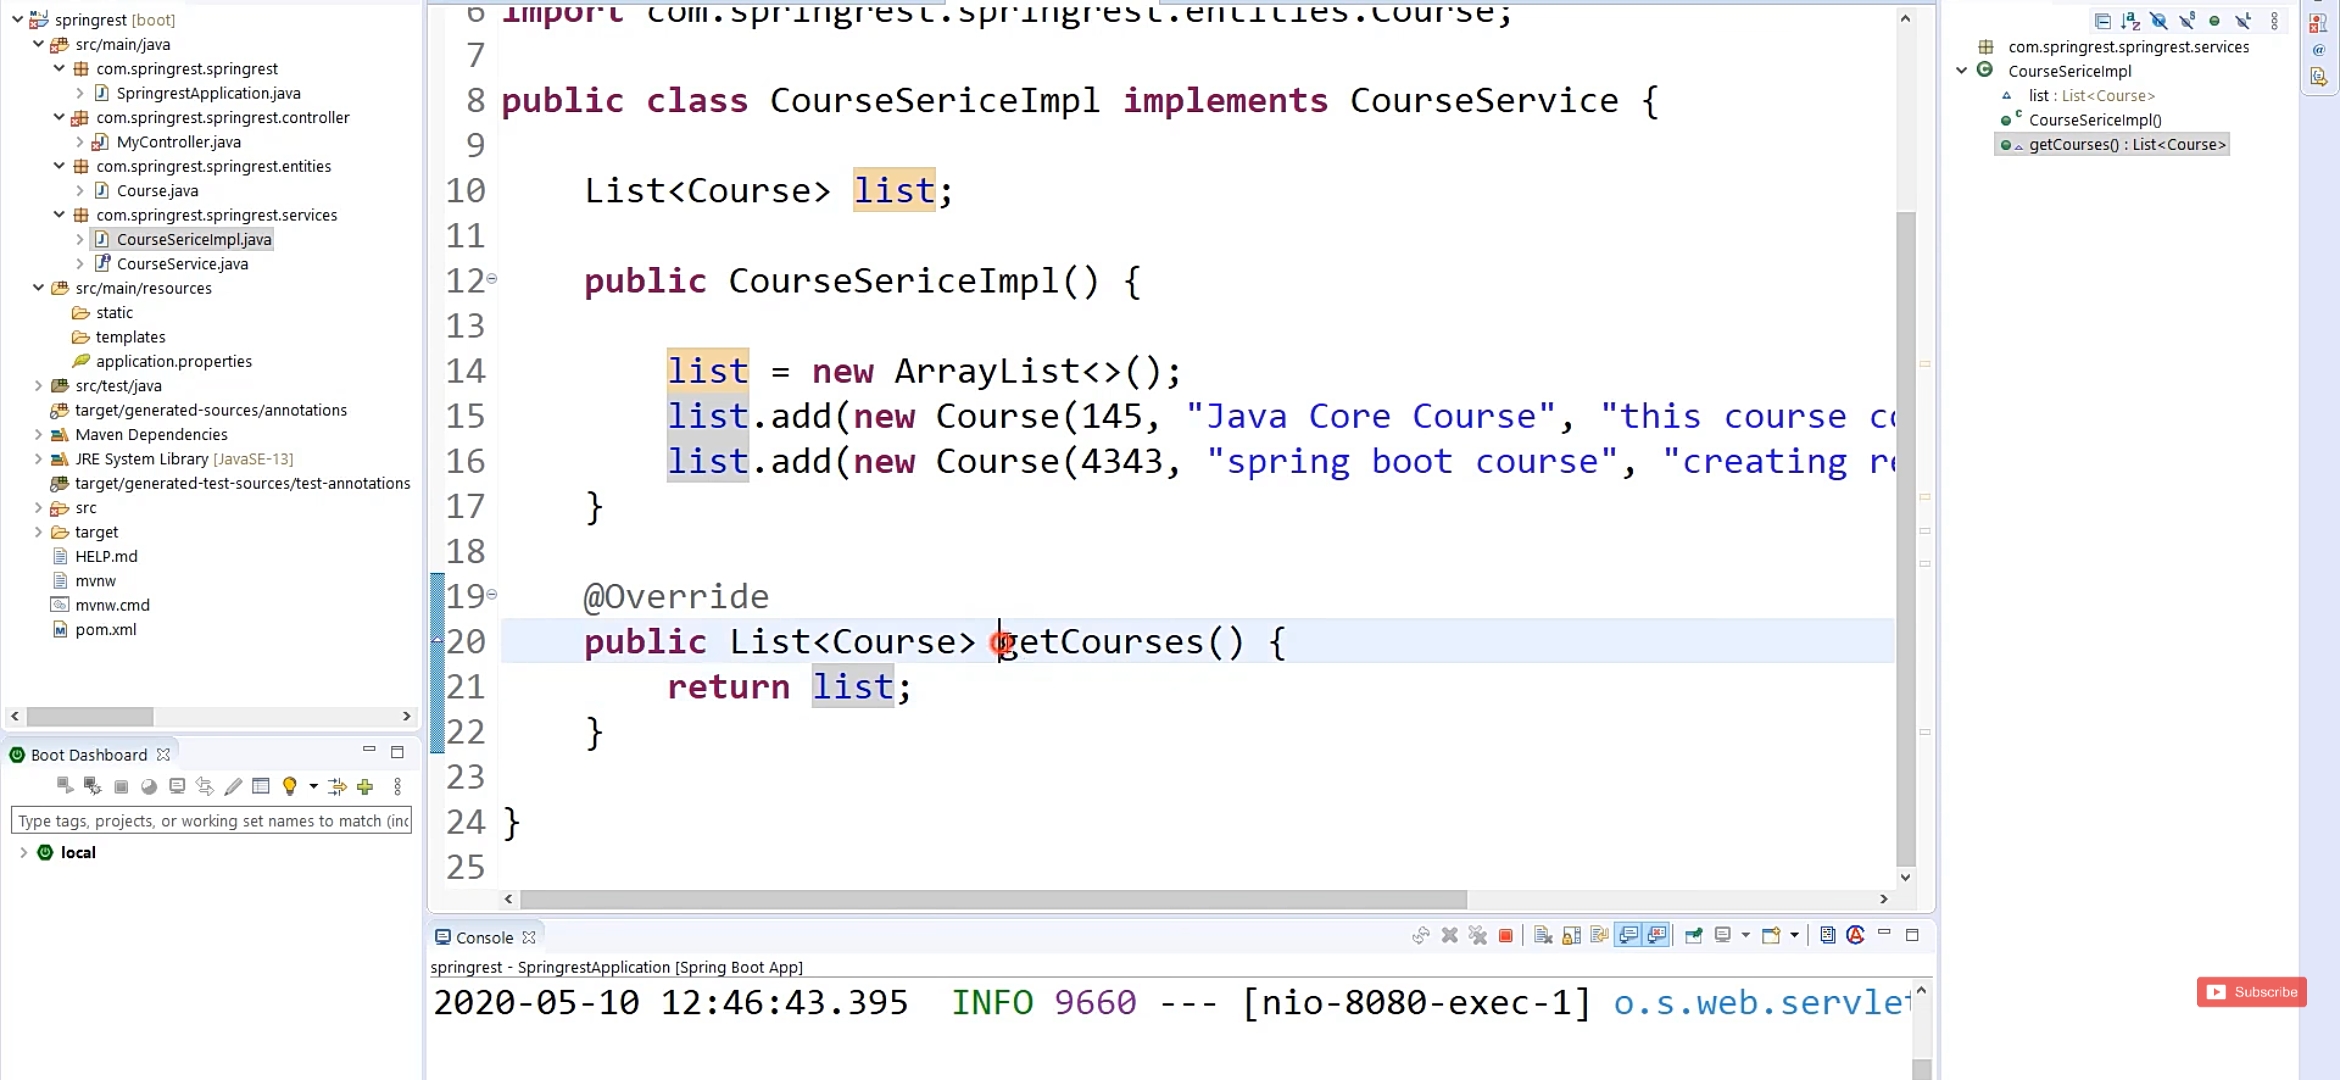 springrest [boot]
src/main/java
com.springrest.springrest
SpringrestApplication.java
com.springrest.springrest.controller
MyController.java
com.springrest.springrest.entities
Course.java
com.springrest.springrest.services
CourseSericeImpl.java
CourseService.java
src/main/resources
static
templates
application.properties
src/test/java
target/generated-sources/annotations
Maven Dependencies
JRE System Library [JavaSE-13]
target/generated-test-sources/test-annotations
src
target
HELP.md
mvnw
mvnw.cmd
pom.xml
Boot Dashboard
Type tags, projects, or working set names to match (inc
local
6 import com.springrest.springrest.entities.Course;
7
8 public class CourseSericeImpl implements CourseService {
9
10 List<Course> list;
11
12 public CourseSericeImpl() {
13
14 list = new ArrayList<>();
15 list.add(new Course(145, "Java Core Course", "this course co
16 list.add(new Course(4343, "spring boot course", "creating re
17 }
18
19 @Override
20 public List<Course> getCourses() {
21 return list;
22 }
23
24 }
25
Console
springrest - SpringrestApplication [Spring Boot App]
2020-05-10 12:46:43.395 INFO 9660 --- [nio-8080-exec-1] o.s.web.servlet
com.springrest.springrest.services
CourseSericeImpl
list : List<Course>
CourseSericeImpl()
getCourses() : List<Course>
Subscribe